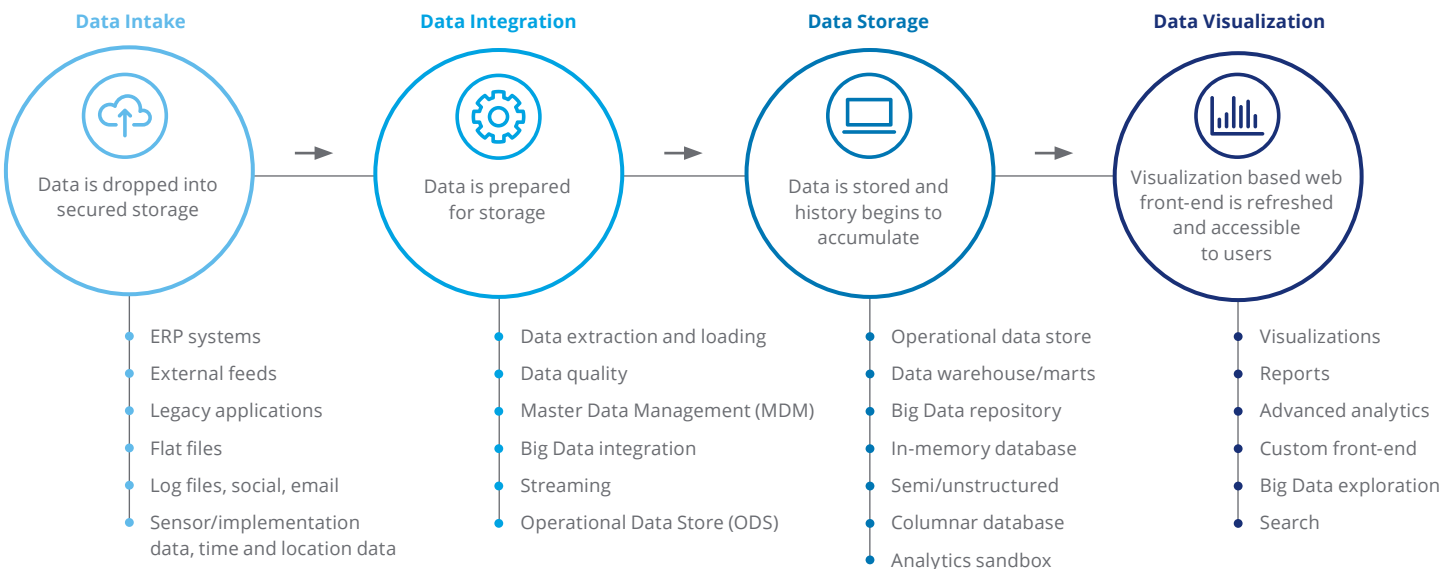 Data Intake
Data is dropped into
secured storage
ERP systems
External feeds
Legacy applications
Flat files
Log files, social, email
Sensor/implementation
data, time and location data
Data Integration
Data is prepared
for storage
Data extraction and loading
Data quality
Master Data Management (MDM)
Big Data integration
Streaming
Operational Data Store (ODS)
Data Storage
Data is stored and
history begins to
accumulate
Operational data store
Data warehouse/marts
Big Data repository
In-memory database
Semi/unstructured
Columnar database
Analytics sandbox
Data Visualization
Visualization based web
front-end is refreshed
and accessible
to users
Visualizations
Reports
Advanced analytics
Custom front-end
Big Data exploration
Search